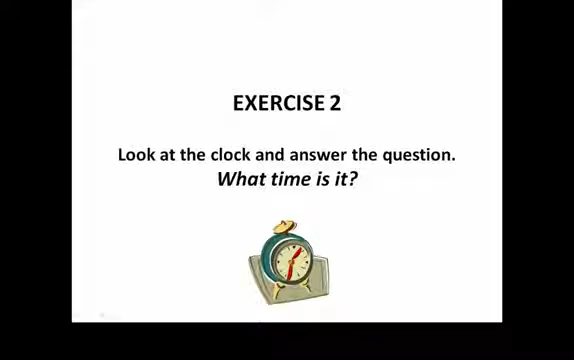 EXERCISE 2
Look at the clock and answer the question.
What time is it?